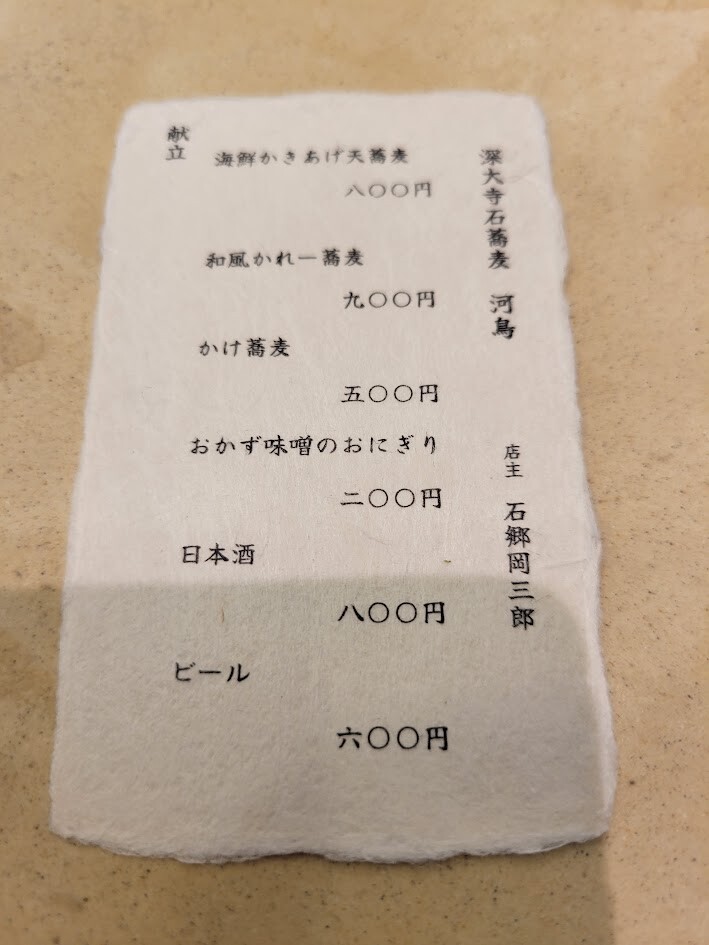 深大寺石蕎麦 河鳥
店主 石郷岡三郎
献立
海鮮かきあげ天蕎麦
八〇〇円
和風かれー蕎麦
九〇〇円
かけ蕎麦
五〇〇円
おかず味噌のおにぎり
二〇〇円
日本酒
八〇〇円
ビール
六〇〇円